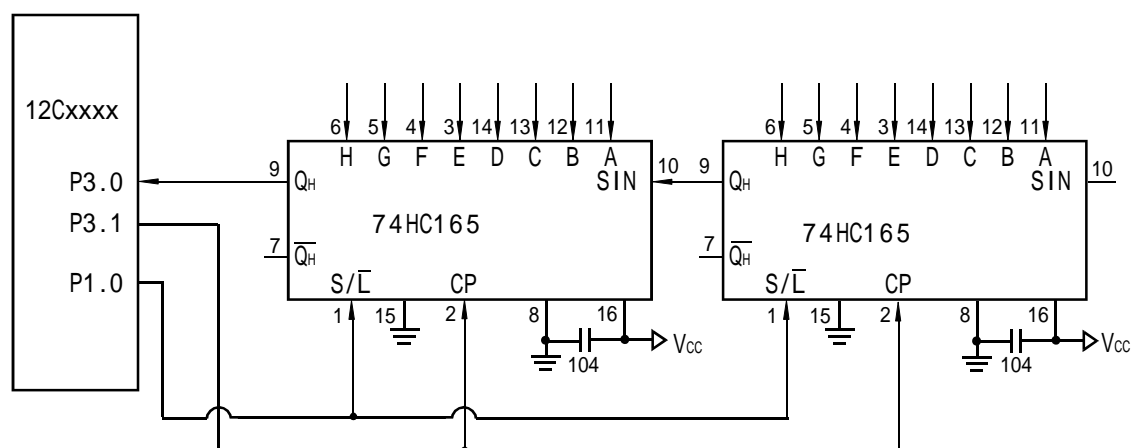 12Cxxxx
P3.0
P3.1
P1.0
6 5 4 3 14 13 12 11
H G F E D C B A
9 QH SIN 10
74HC165
7 Q̅H
S/L̅ CP
1 15 2 8 16
104 Vcc
6 5 4 3 14 13 12 11
H G F E D C B A
9 QH SIN 10
74HC165
7 Q̅H
S/L̅ CP
1 15 2 8 16
104 Vcc